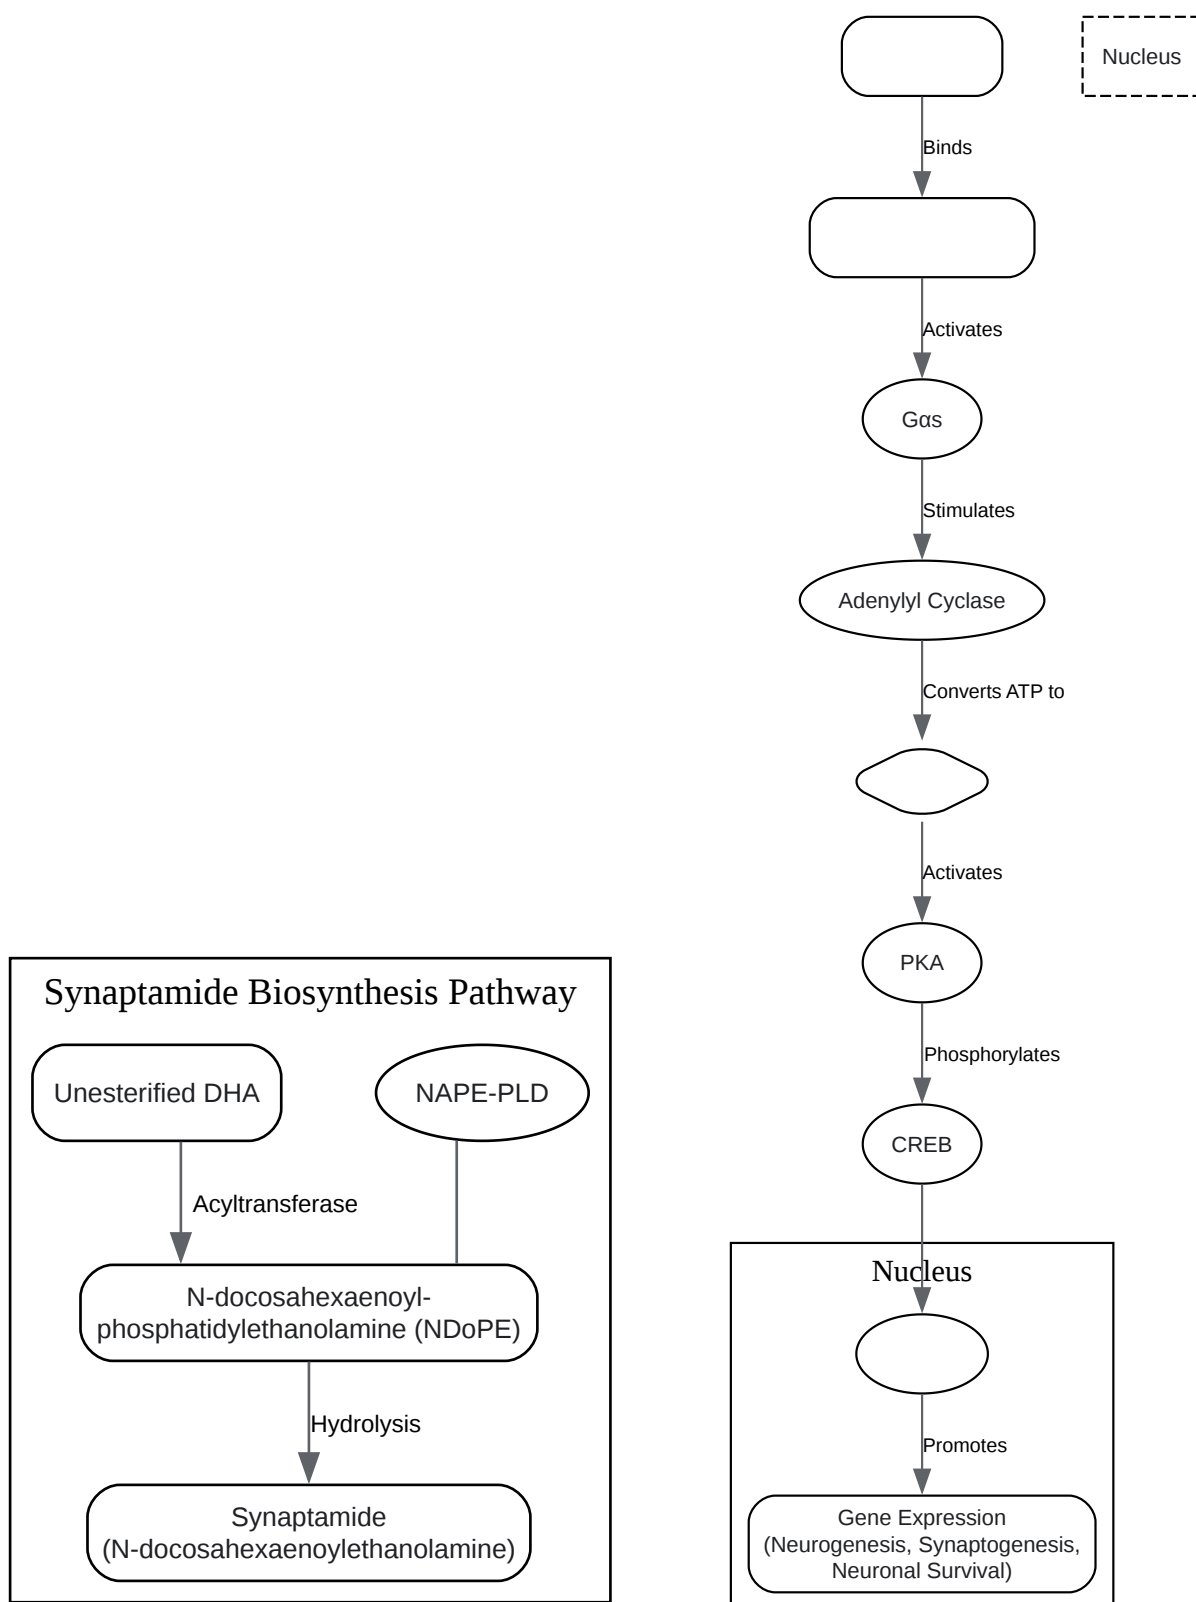 Nucleus
Binds
Activates
Gαs
Stimulates
Adenylyl Cyclase
Converts ATP to
Activates
PKA
Phosphorylates
CREB
Nucleus
Promotes
Gene Expression
(Neurogenesis, Synaptogenesis,
Neuronal Survival)
Synaptamide Biosynthesis Pathway
Unesterified DHA
NAPE-PLD
Acyltransferase
N-docosahexaenoyl-
phosphatidylethanolamine (NDoPE)
Hydrolysis
Synaptamide
(N-docosahexaenoylethanolamine)